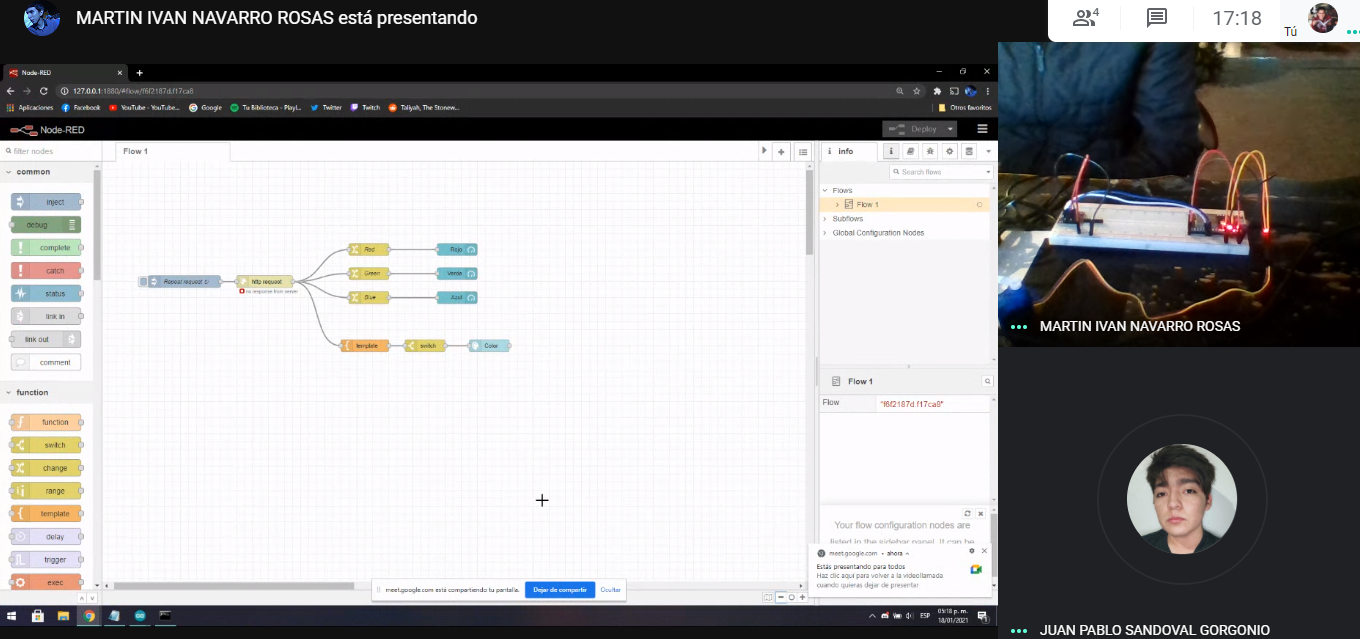 MARTIN IVAN NAVARRO ROSAS está presentando
4
17:18
Tú
Node-RED
127.0.0.1:1880/#flow/f6f2187d.f17ca8
Aplicaciones
Facebook
YouTube - YouTube...
Google
Tu Biblioteca - Playl...
Twitter
Twitch
Taliyah, The Stonew...
Otros favoritos
Node-RED
Deploy
filter nodes
Flow 1
info
Search flows
common
inject
debug
complete
catch
status
link in
link out
comment
function
function
switch
change
range
template
delay
trigger
exec
Repeat request ↻
http request
no response from server
Red
Rojo
Green
Verde
Blue
Azul
template
switch
Color
Flows
Flow 1
Subflows
Global Configuration Nodes
Flow 1
Flow
"f6f2187d.f17ca8"
Your flow configuration nodes are
listed in the sidebar panel. It can be
meet.google.com • ahora
Estás presentando para todos
Haz clic aquí para volver a la videollamada
cuando quieras dejar de presentar.
meet.google.com está compartiendo tu pantalla.
Dejar de compartir
Ocultar
ESP
05:18 p. m.
18/01/2021
MARTIN IVAN NAVARRO ROSAS
JUAN PABLO SANDOVAL GORGONIO